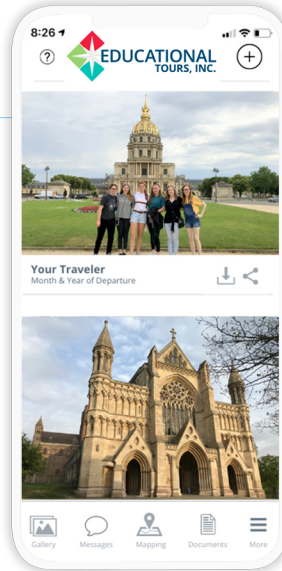 8:26
?
EDUCATIONAL
TOURS, INC.
Your Traveler
Month & Year of Departure
Gallery
Messages
Mapping
Documents
More